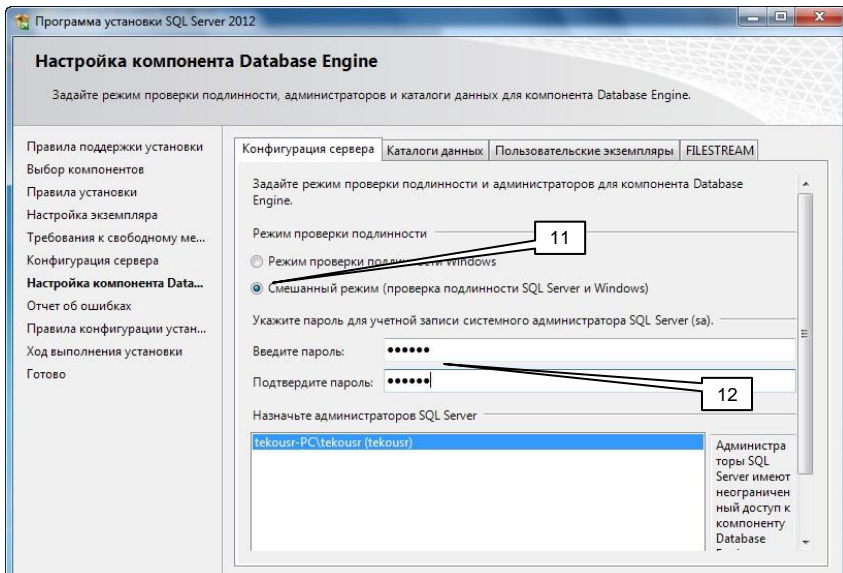 Программа установки SQL Server 2012
Настройка компонента Database Engine
Задайте режим проверки подлинности, администраторов и каталоги данных для компонента Database Engine.
Правила поддержки установки
Выбор компонентов
Правила установки
Настройка экземпляра
Требования к свободному ме...
Конфигурация сервера
Настройка компонента Data...
Отчет об ошибках
Правила конфигурации устан...
Ход выполнения установки
Готово
Конфигурация сервера
Каталоги данных
Пользовательские экземпляры
FILESTREAM
Задайте режим проверки подлинности и администраторов для компонента Database
Engine.
Режим проверки подлинности
11
Режим проверки подлинности Windows
Смешанный режим (проверка подлинности SQL Server и Windows)
Укажите пароль для учетной записи системного администратора SQL Server (sa).
Введите пароль: ••••••
Подтвердите пароль: ••••••
12
Назначьте администраторов SQL Server
tekousr-PC\tekousr (tekousr)
Администра
торы SQL
Server имеют
неограничен
ный доступ к
компоненту
Database